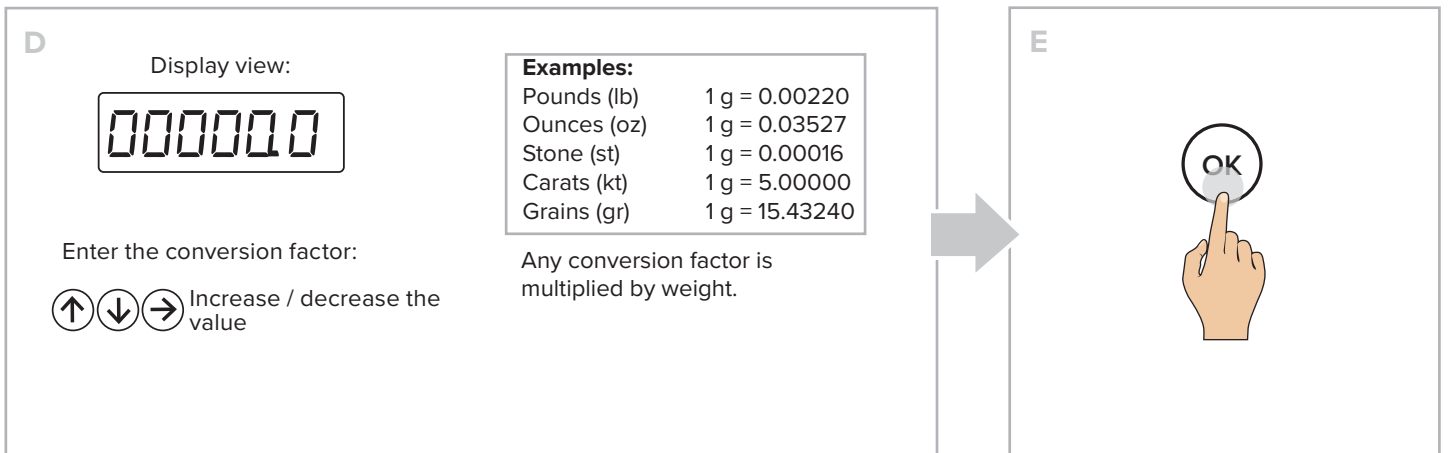 D
Display view:
00000.0
Enter the conversion factor:
↑ ↓ → Increase / decrease the
value
Examples:
Pounds (lb) 1 g = 0.00220
Ounces (oz) 1 g = 0.03527
Stone (st) 1 g = 0.00016
Carats (kt) 1 g = 5.00000
Grains (gr) 1 g = 15.43240
Any conversion factor is
multiplied by weight.
E
OK